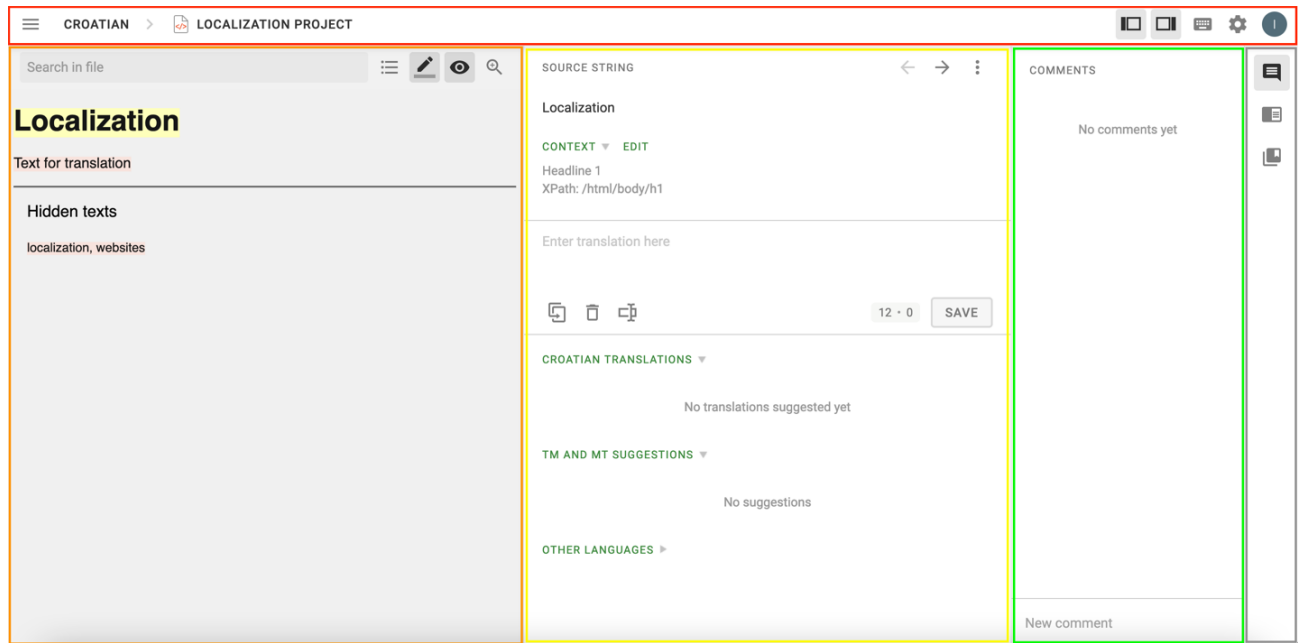 CROATIAN > LOCALIZATION PROJECT
I
Search in file
Localization
Text for translation
Hidden texts
localization, websites
SOURCE STRING
Localization
CONTEXT EDIT
Headline 1
XPath: /html/body/h1
Enter translation here
12 • 0 SAVE
CROATIAN TRANSLATIONS
No translations suggested yet
TM AND MT SUGGESTIONS
No suggestions
OTHER LANGUAGES
COMMENTS
No comments yet
New comment